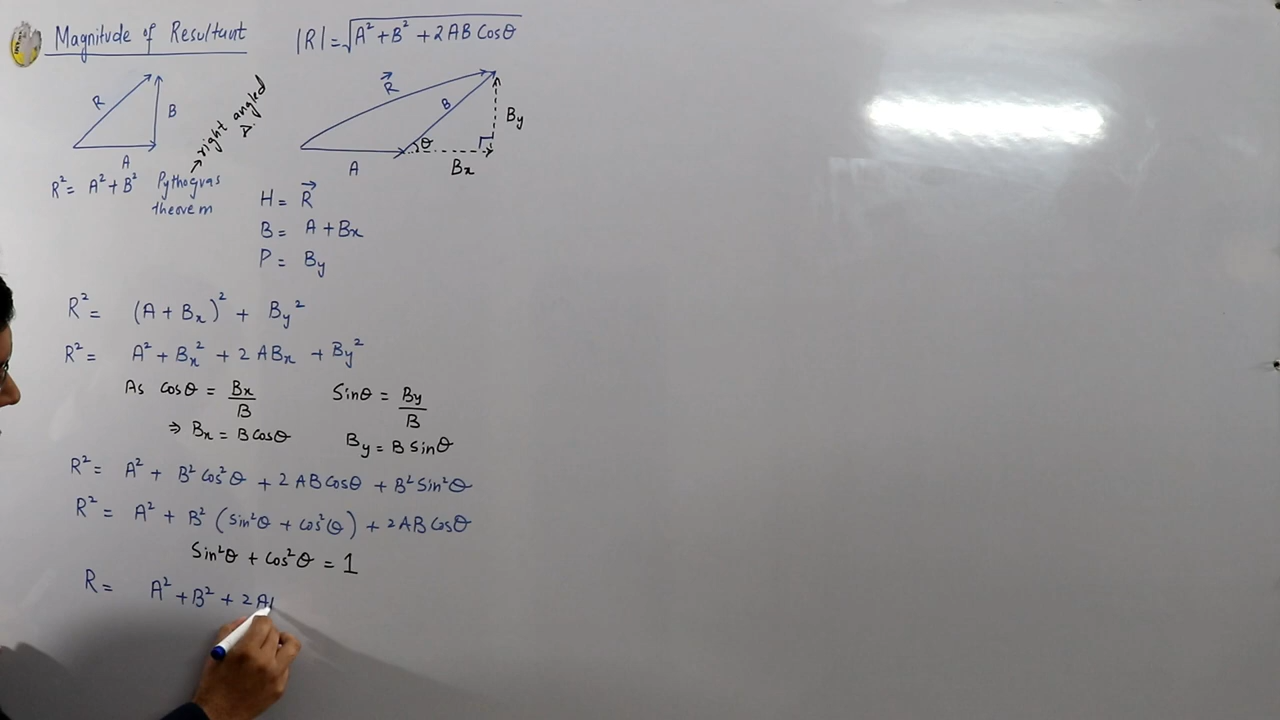 Magnitude of Resultant
|R| = √A² + B² + 2AB Cosθ
R
B
A
R² = A² + B²
Pythogras
theorem
→ right angled
Δ.
R⃗
B
θ
A
Bx
By
H = R⃗
B = A + Bx
P = By
R² = (A + Bx)² + By²
R² = A² + Bx² + 2ABx + By²
As cosθ = Bx/B
⇒ Bx = B cosθ
Sinθ = By/B
By = B sinθ
R² = A² + B² Cos²θ + 2AB Cosθ + B² Sin²θ
R² = A² + B² (Sin²θ + cos²θ) + 2AB Cosθ
Sin²θ + Cos²θ = 1
R = A² + B² + 2A